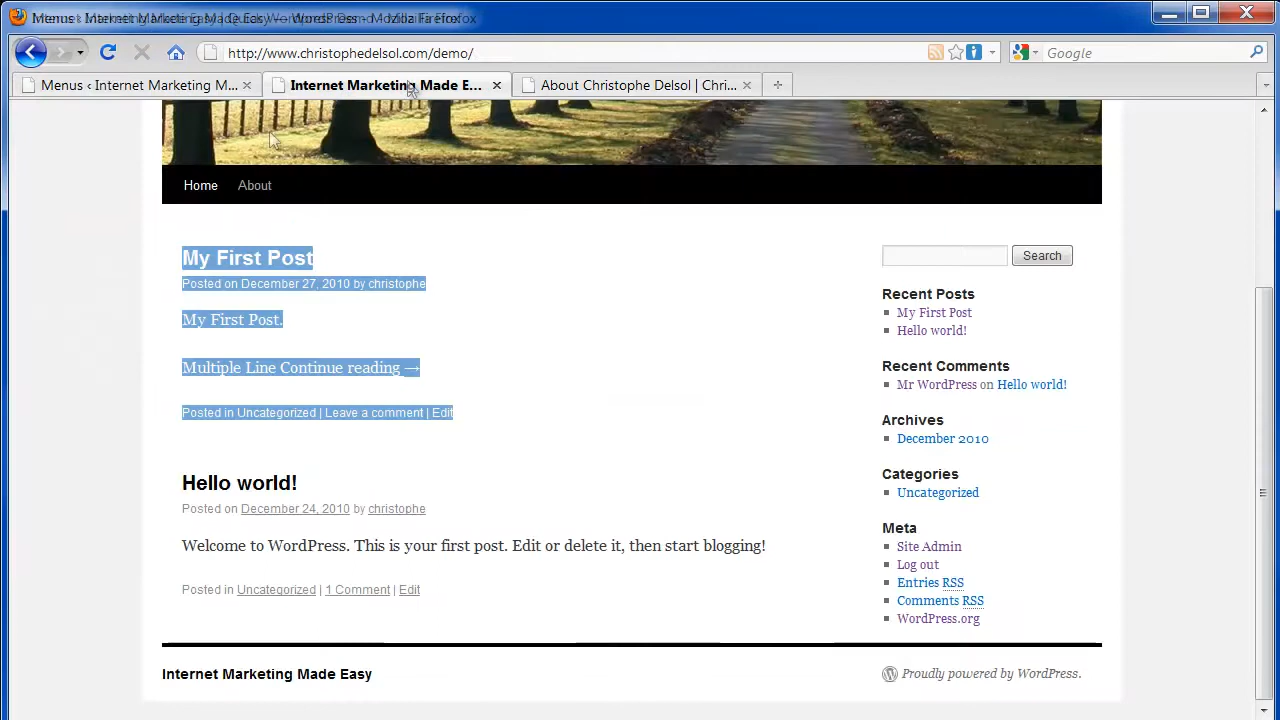 http://www.christophedelsol.com/demo/
Google
Menus ‹ Internet Marketing M...
Internet Marketing Made E...
About Christophe Delsol | Chri...
Home About
My First Post
Posted on December 27, 2010 by christophe
My First Post.
Multiple Line Continue reading →
Posted in Uncategorized | Leave a comment | Edit
Hello world!
Posted on December 24, 2010 by christophe
Welcome to WordPress. This is your first post. Edit or delete it, then start blogging!
Posted in Uncategorized | 1 Comment | Edit
Search
Recent Posts
My First Post
Hello world!
Recent Comments
Mr WordPress on Hello world!
Archives
December 2010
Categories
Uncategorized
Meta
Site Admin
Log out
Entries RSS
Comments RSS
WordPress.org
Internet Marketing Made Easy
Proudly powered by WordPress.